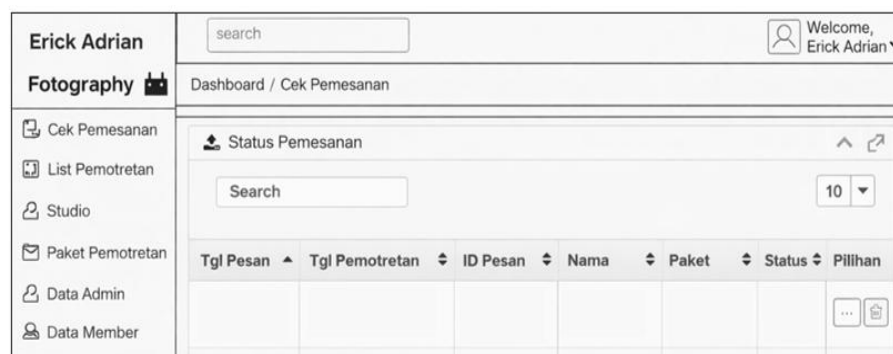 Erick Adrian
Fotography
search
Welcome,
Erick Adrian
Dashboard / Cek Pemesanan
Cek Pemesanan
List Pemotretan
Studio
Paket Pemotretan
Data Admin
Data Member
Status Pemesanan
Search
10
Tgl Pesan Tgl Pemotretan ID Pesan Nama Paket Status Pilihan
...